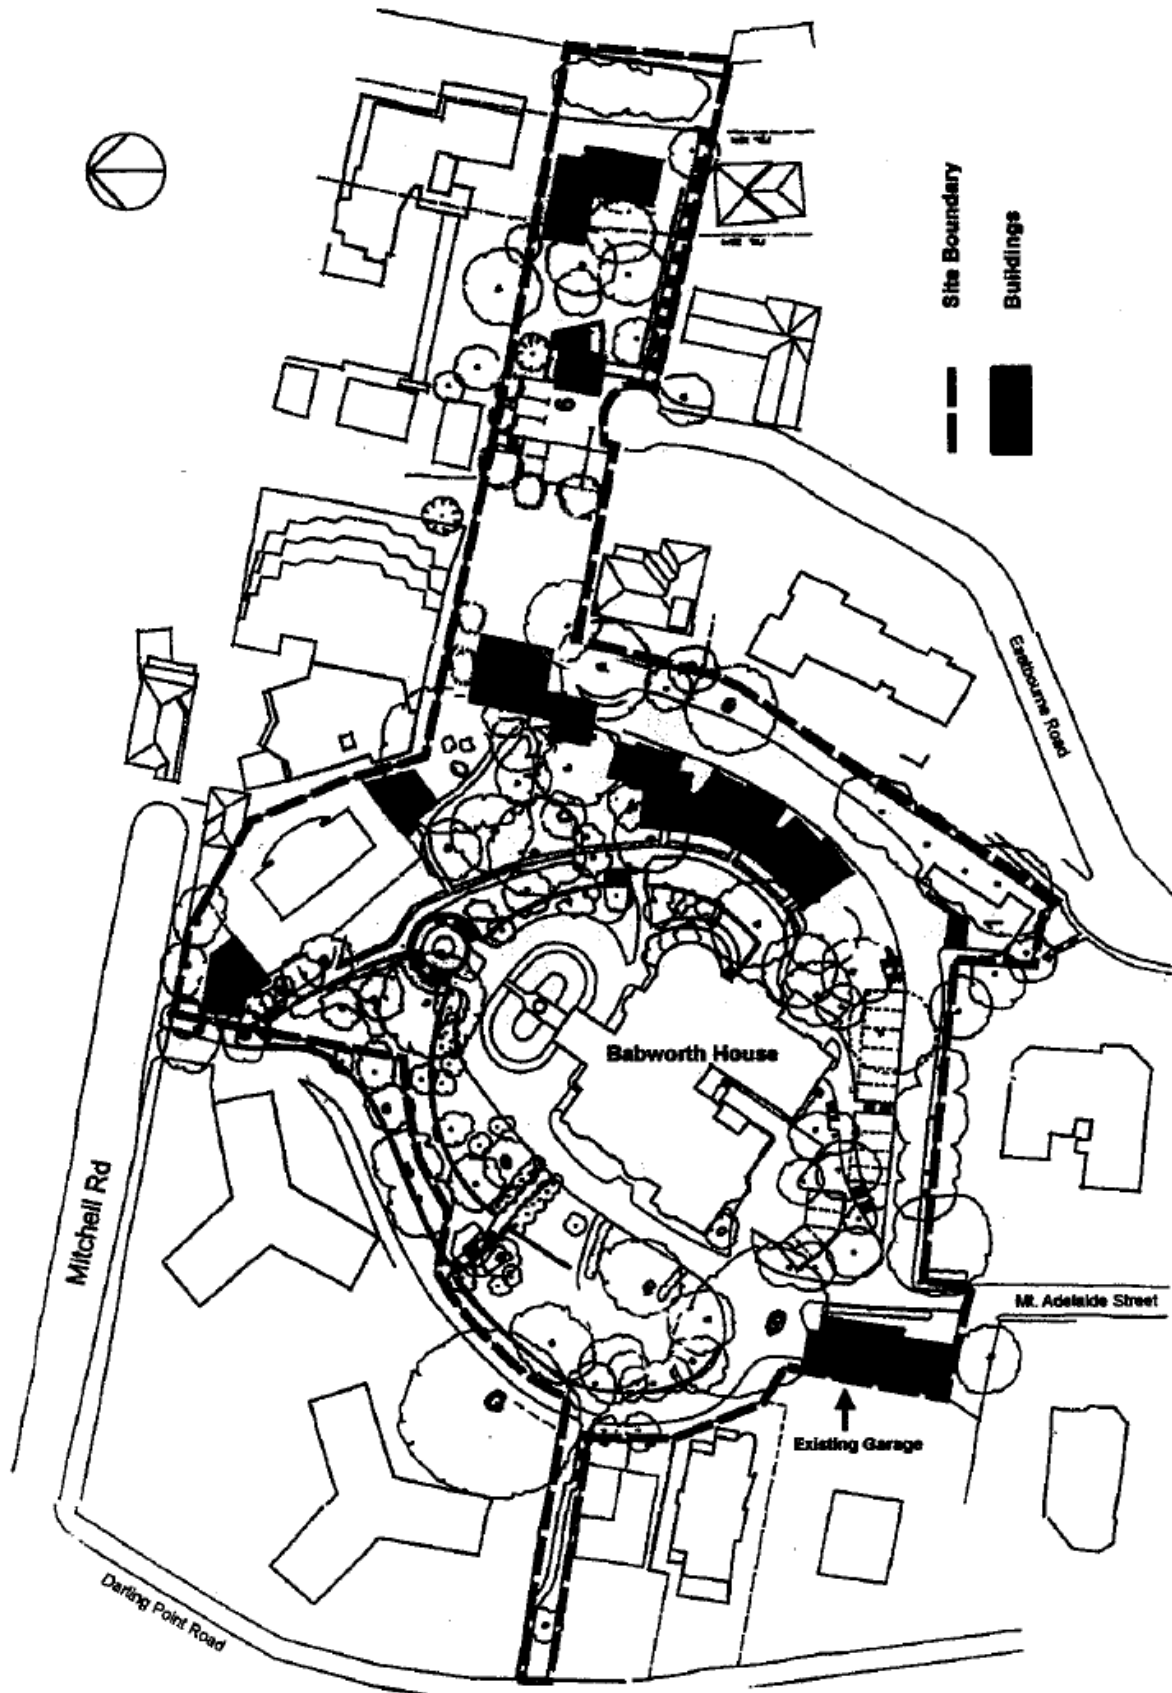 Site Boundary
Buildings
Eastbourne Road
Babworth House
Mitchell Rd
Mt. Adelaide Street
Existing Garage
Darling Point Road